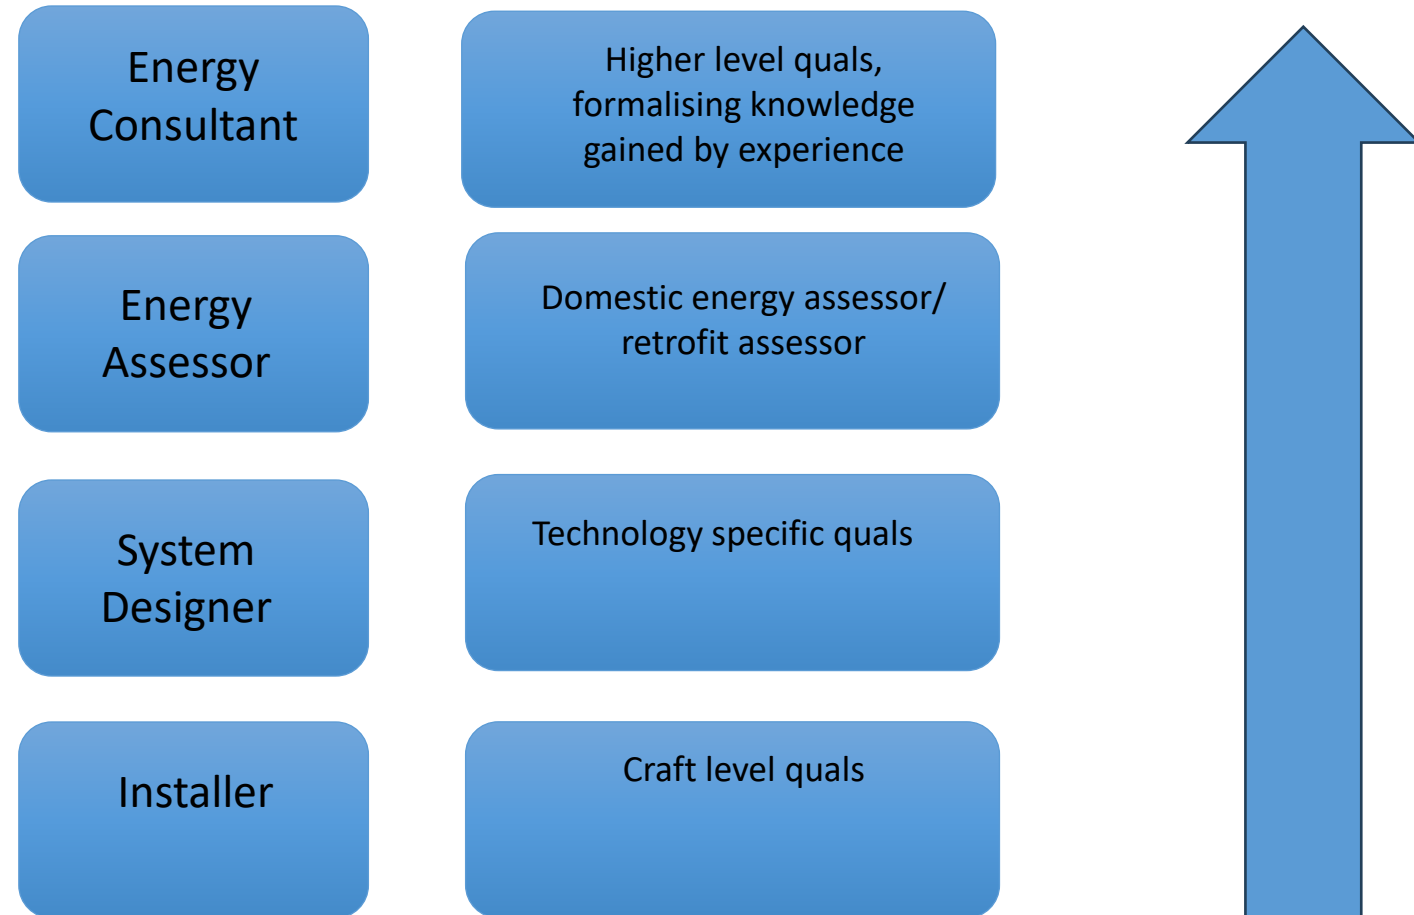 Energy
Consultant
Higher level quals,
formalising knowledge
gained by experience
Energy
Assessor
Domestic energy assessor/
retrofit assessor
System
Designer
Technology specific quals
Installer
Craft level quals